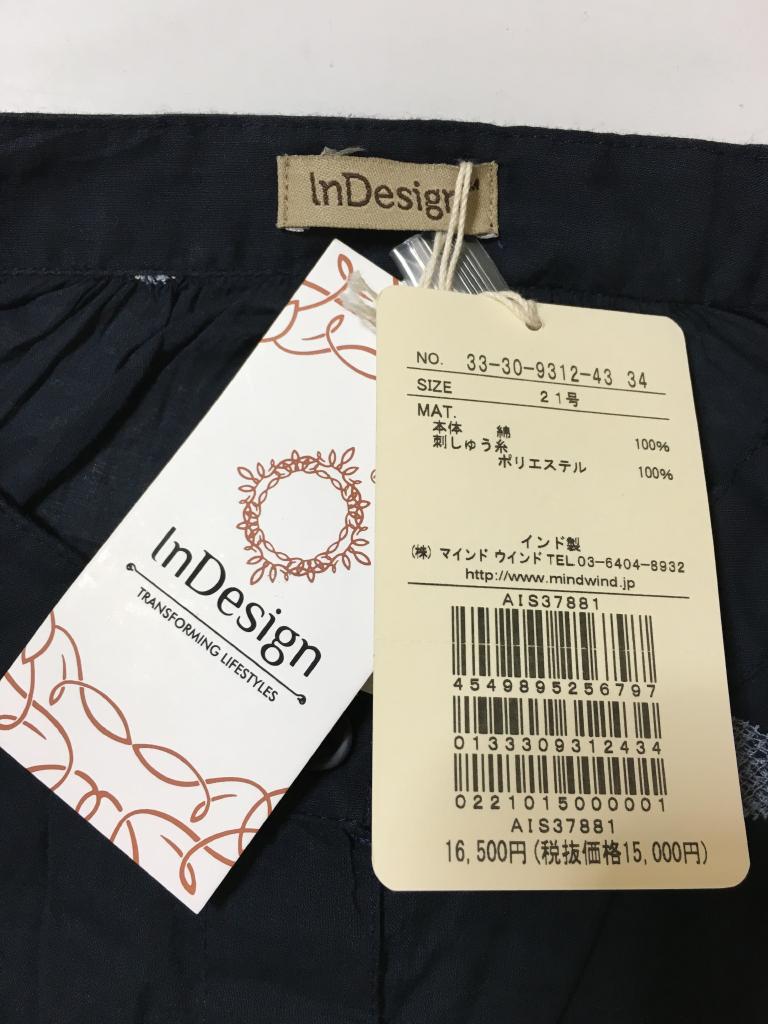 InDesign™
InDesign
TRANSFORMING LIFESTYLES
NO. 33-30-9312-43 34
SIZE 21号
MAT.
本体 綿 100%
刺しゅう糸
ポリエステル 100%
インド製
(株) マインド ウインド TEL.03-6404-8932
http://www.mindwind.jp
AIS37881
4549895256797
0133309312434
0221015000001
AIS37881
16,500円(税抜価格15,000円)